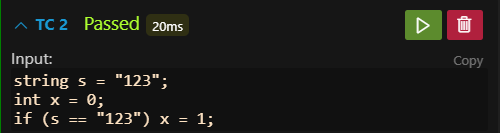 TC 2 Passed 20ms
Input: Copy
string s = "123";
int x = 0;
if (s == "123") x = 1;